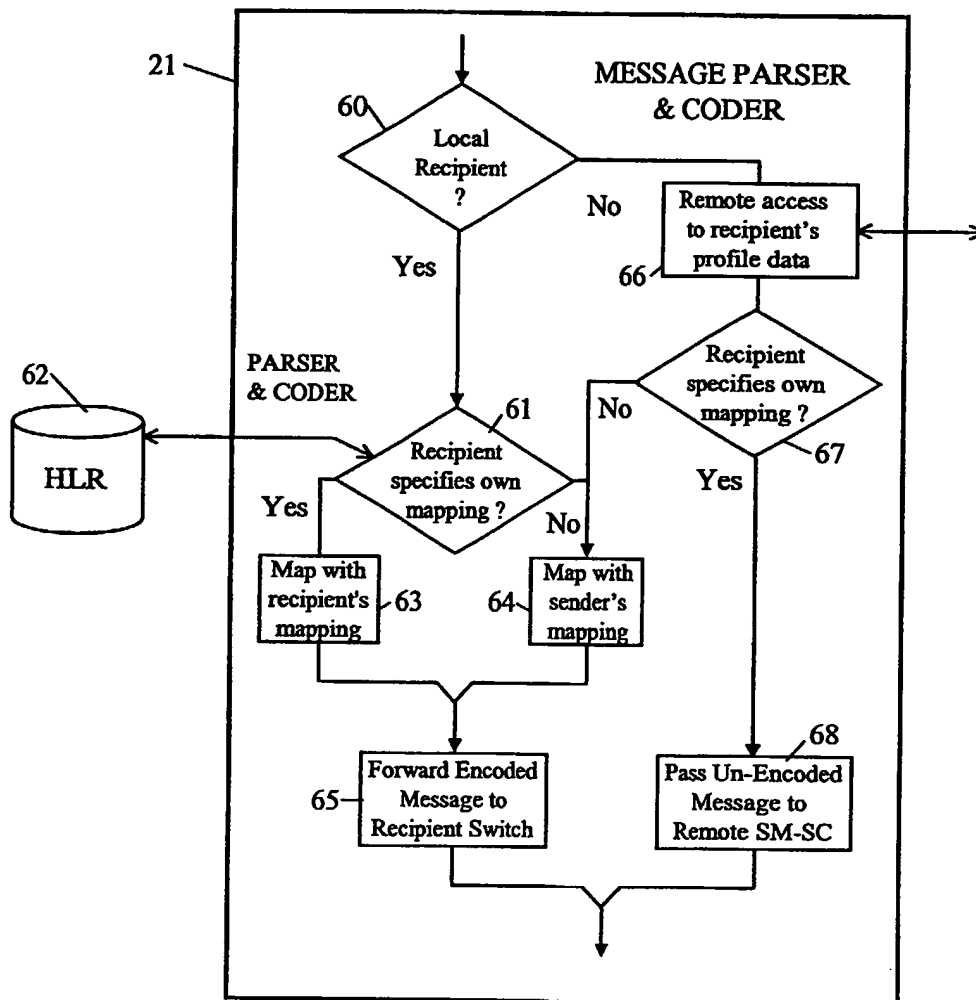 21
MESSAGE PARSER
& CODER
60
Local
Recipient
?
No
Remote access
to recipient's
profile data
66
Yes
62
HLR
PARSER
& CODER
61
Recipient
specifies own
mapping ?
Recipient
specifies own
mapping ?
67
No
Yes
Yes
No
Map with
recipient's
mapping
63
64
Map with
sender's
mapping
65
Forward Encoded
Message to
Recipient Switch
68
Pass Un-Encoded
Message to
Remote SM-SC